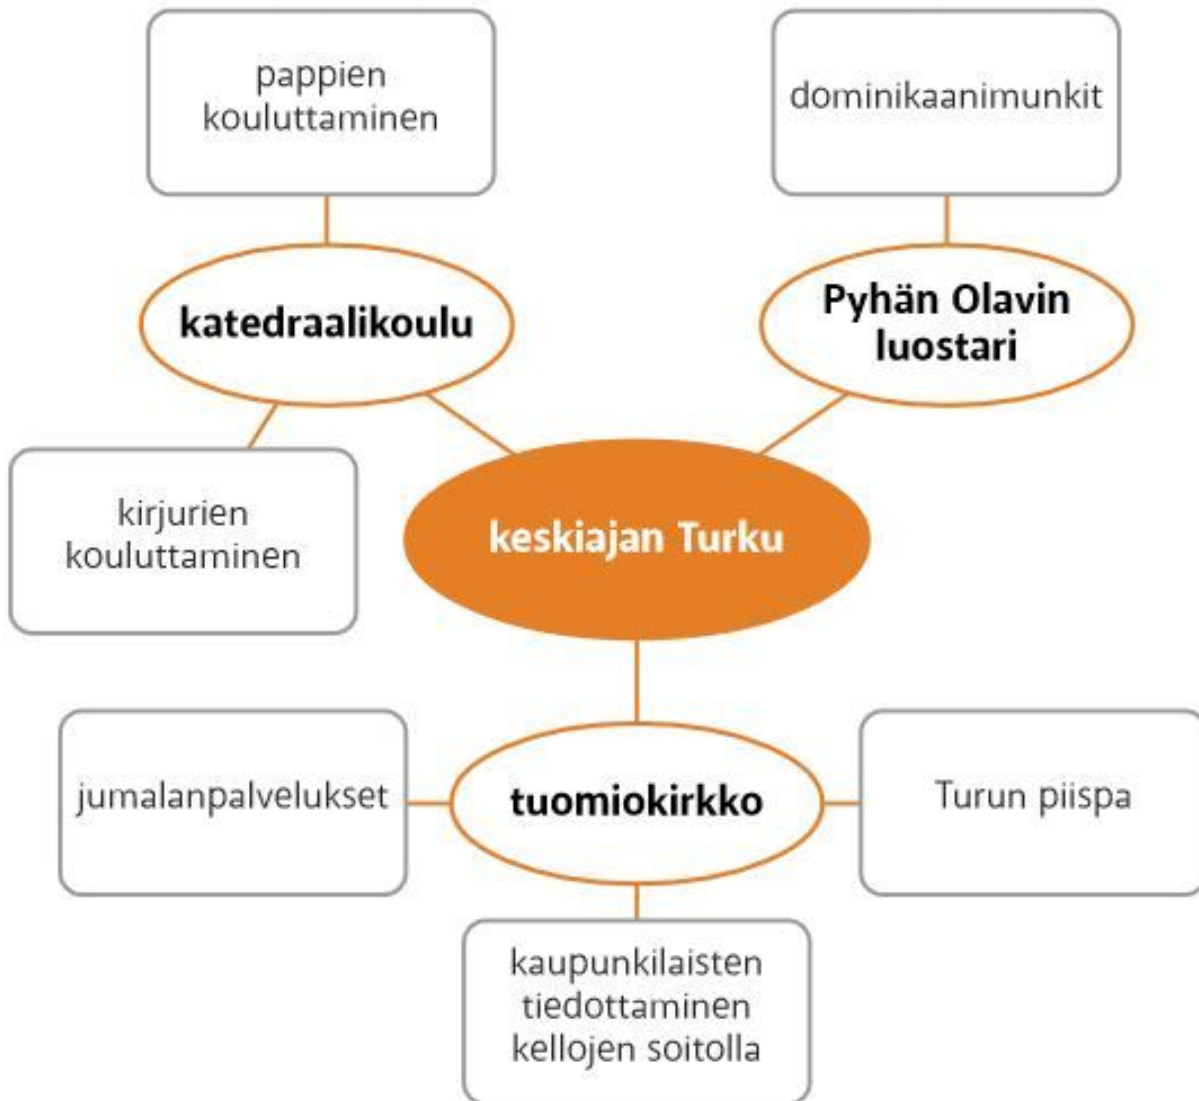 pappien
kouluttaminen
dominikaanimunkit
katedraalikoulu
Pyhän Olavin
luostari
kirjurien
kouluttaminen
keskiajan Turku
jumalanpalvelukset
tuomiokirkko
Turun piispa
kaupunkilaisten
tiedottaminen
kellojen soitolla